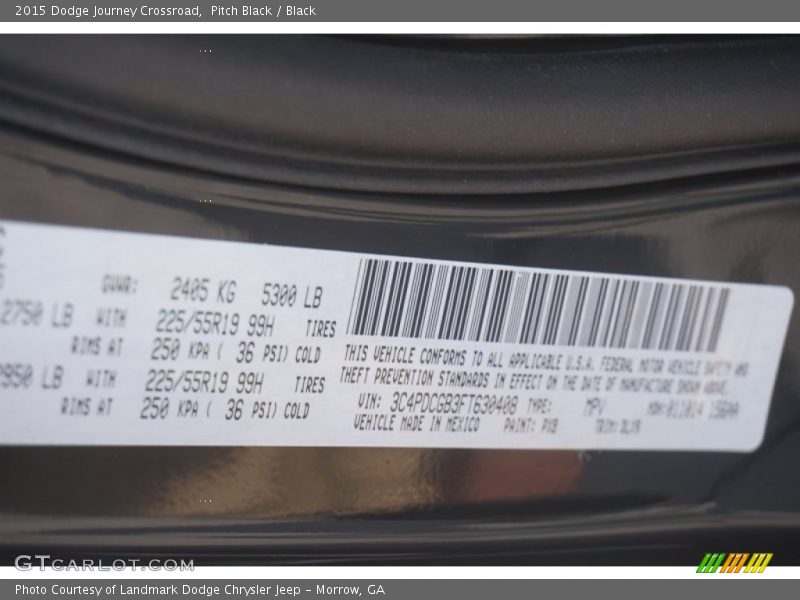 2015 Dodge Journey Crossroad, Pitch Black / Black
GVWR: 2405 KG 5300 LB
2750 LB WITH 225/55R19 99H TIRES
RIMS AT 250 KPA ( 36 PSI) COLD
950 LB WITH 225/55R19 99H TIRES
RIMS AT 250 KPA ( 36 PSI) COLD
THIS VEHICLE CONFORMS TO ALL APPLICABLE U.S.A. FEDERAL MOTOR VEHICLE SAFETY AND
THEFT PREVENTION STANDARDS IN EFFECT ON THE DATE OF MANUFACTURE SHOWN ABOVE.
VIN: 3C4PDCGB3FT630408 TYPE: MPV
VEHICLE MADE IN MEXICO PAINT: PX8 TRIM: DLX9
GTCARLOT.COM
Photo Courtesy of Landmark Dodge Chrysler Jeep – Morrow, GA